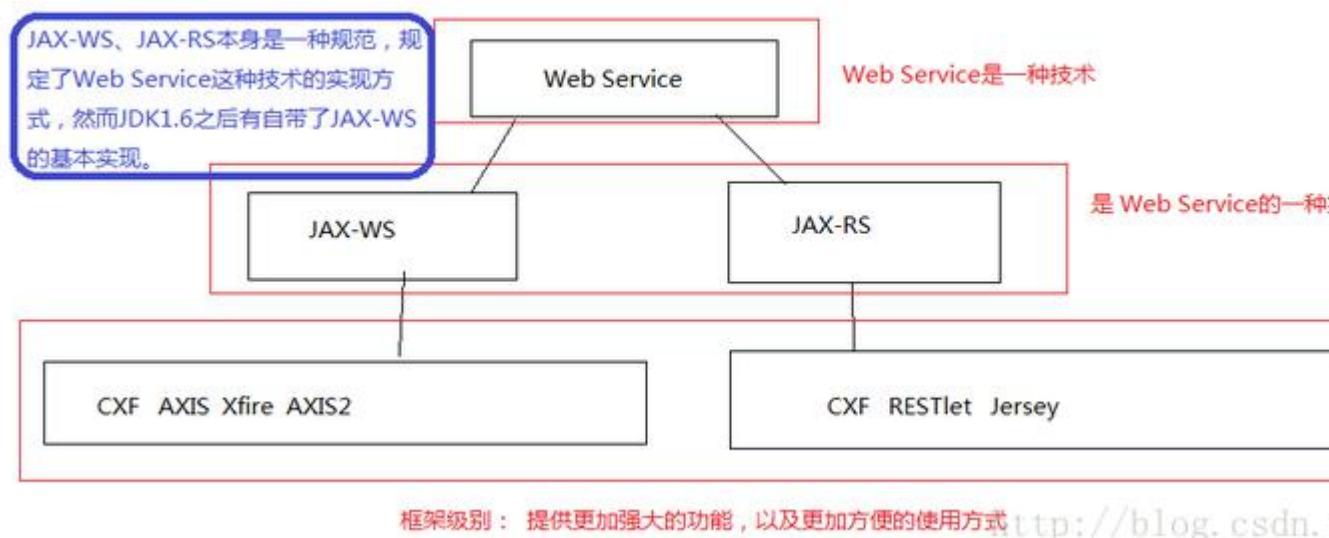 JAX-WS、JAX-RS本身是一种规范，规
定了Web Service这种技术的实现方
式，然而JDK1.6之后有自带了JAX-WS
的基本实现。
Web Service
Web Service是一种技术
JAX-WS
JAX-RS
是 Web Service的一种
CXF AXIS Xfire AXIS2
CXF RESTlet Jersey
框架级别： 提供更加强大的功能，以及更加方便的使用方式
http://blog.csdn.